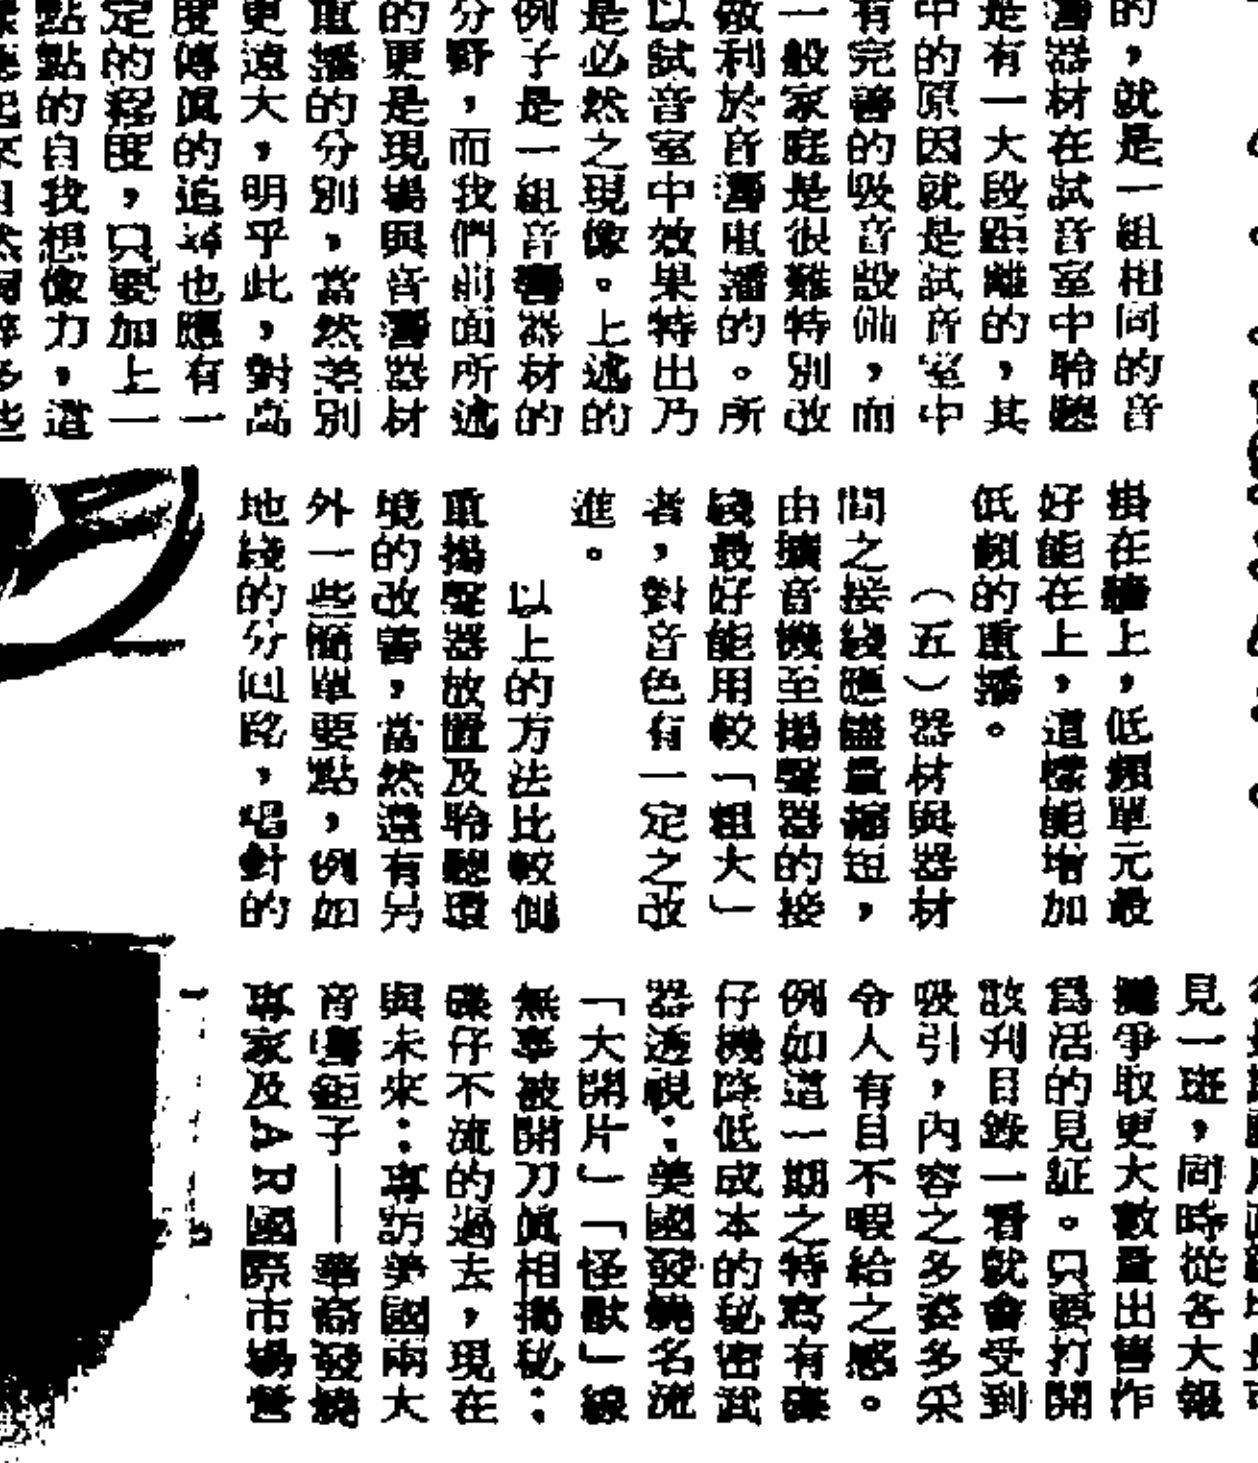 的，就是一組相同的音
響器材在試音室中聆聽
是有一大段距離的，其
中的原因就是試音室中
有完善的吸音設備，而
一般家庭是很難特別改
做利於音響重播的。所
以試音室中效果特出乃
是必然之現像。上述的
例子是一組音響器材的
分野，而我們前面所述
的更是現場與音響器材
重播的分別，當然差別
更遠大，明乎此，對高
度傳眞的追尋也應有一
定的程度，只要加上一
點點的自我想像力，這
掛在牆上，低頻單元最
好能在上，這樣能增加
低頻的重播。
（五）器材與器材
間之接綫應儘量縮短，
由擴音機至揚聲器的接
綫最好能用較「粗大」
者，對音色有一定之改
進。
以上的方法比較側
重揚聲器放置及聆聽環
境的改善，當然還有另
外一些簡單要點，例如
地綫的分回路，唱針的
見一斑，同時從各大報
攤爭取更大數量出售作
爲活的見証。只要打開
該刋目錄一看就會受到
吸引，內容之多姿多采
令人有目不暇給之感。
例如這一期之特寫有碟
仔機降低成本的秘密武
器透視：美國發燒名流
「大開片」「怪獸」線
無辜被開刀眞相揭秘：
碟仔不流的過去，現在
與未來：專訪美國兩大
音響鉅子——華裔發燒
專家及AR國際市場營